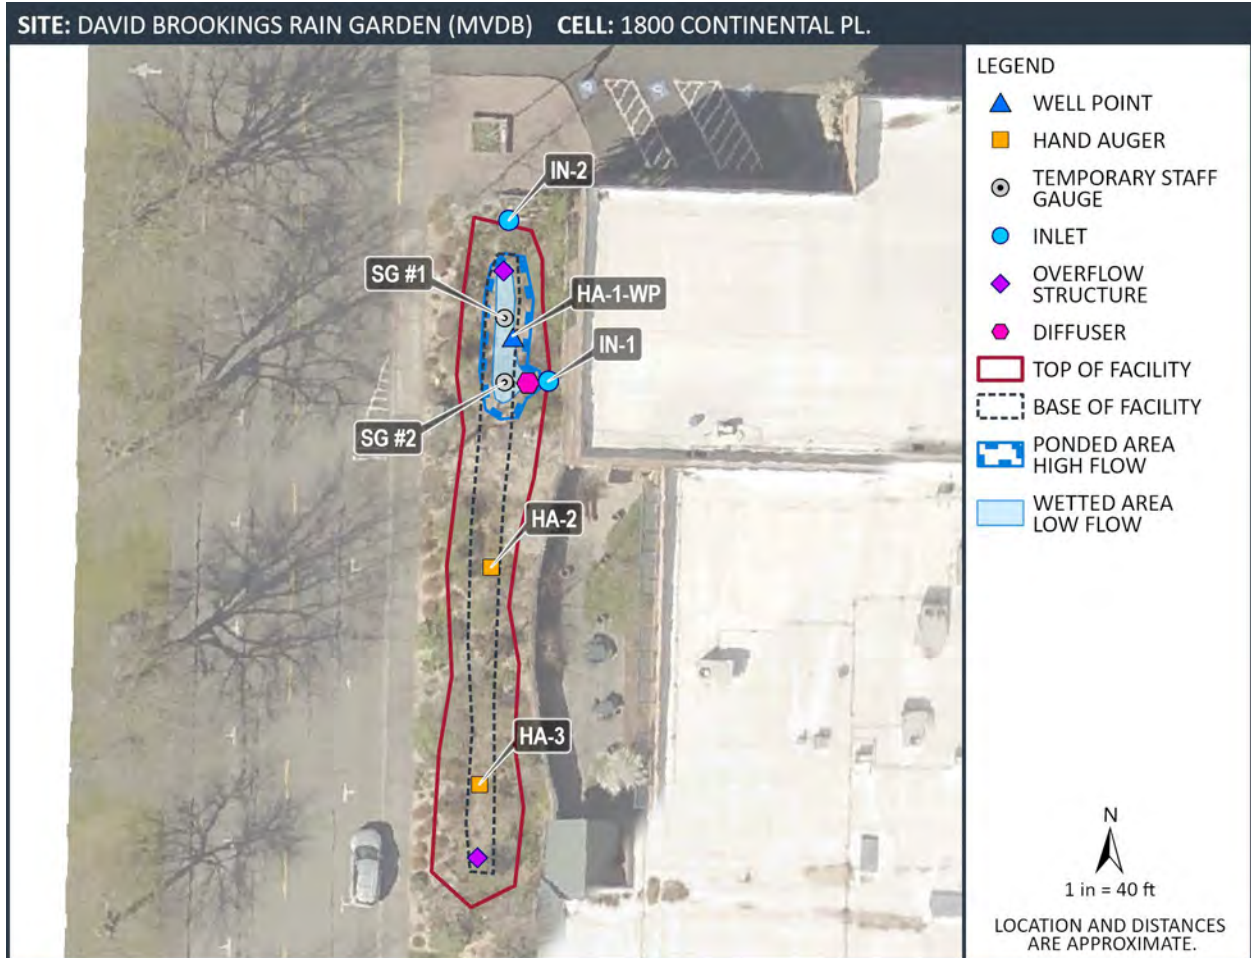 SITE: DAVID BROOKINGS RAIN GARDEN (MVDB) CELL: 1800 CONTINENTAL PL.
IN-2
SG #1
HA-1-WP
IN-1
SG #2
HA-2
HA-3
LEGEND
WELL POINT
HAND AUGER
TEMPORARY STAFF
GAUGE
INLET
OVERFLOW
STRUCTURE
DIFFUSER
TOP OF FACILITY
BASE OF FACILITY
PONDED AREA
HIGH FLOW
WETTED AREA
LOW FLOW
N
1 in = 40 ft
LOCATION AND DISTANCES
ARE APPROXIMATE.